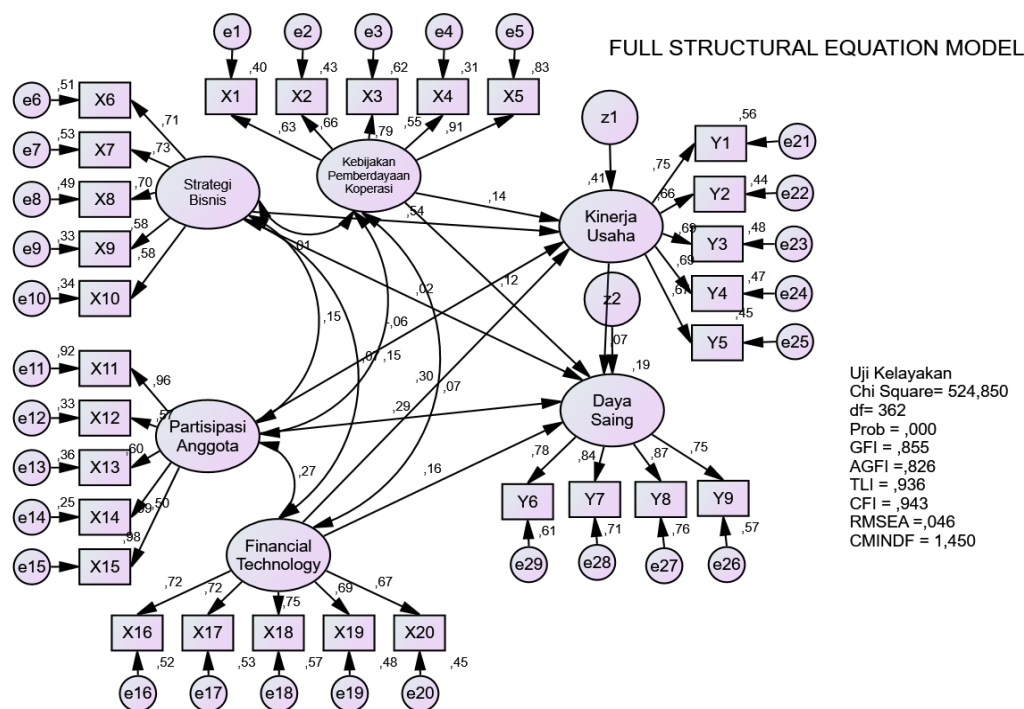 FULL STRUCTURAL EQUATION MODEL
e1
e2
e3
e4
e5
,40
,43
,62
,31
,83
X1
X2
X3
X4
X5
,63
,66
,79
,55
,91
Kebijakan
Pemberdayaan
Koperasi
e6
,51
X6
,71
e7
,53
X7
,73
e8
,49
X8
,70
e9
,33
X9
,58
e10
,34
X10
,58
Strategi
Bisnis
z1
,41
Kinerja
Usaha
,56
Y1
e21
,75
,44
Y2
e22
,66
,48
Y3
e23
,69
,47
Y4
e24
,69
,45
Y5
e25
,67
z2
,14
,54
,01
,12
,02
,15
-,06
,07
,15
,30
,07
,07
,29
,16
,27
,19
Daya
Saing
e11
,92
X11
,96
e12
,33
X12
,57
e13
,36
X13
,60
e14
,25
X14
,50
e15
,99
X15
,98
Partisipasi
Anggota
Financial
Technology
,72
,72
,75
,69
,67
X16
X17
X18
X19
X20
,52
,53
,57
,48
,45
e16
e17
e18
e19
e20
,78
,84
,87
,75
Y6
Y7
Y8
Y9
,61
,71
,76
,57
e29
e28
e27
e26
Uji Kelayakan
Chi Square= 524,850
df= 362
Prob = ,000
GFI = ,855
AGFI =,826
TLI = ,936
CFI = ,943
RMSEA =,046
CMINDF = 1,450